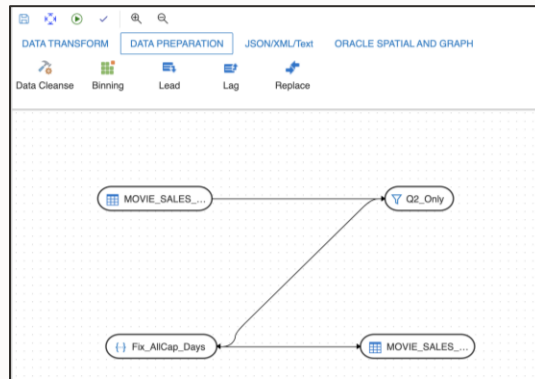 DATA TRANSFORM DATA PREPARATION JSON/XML/Text ORACLE SPATIAL AND GRAPH
Data Cleanse Binning Lead Lag Replace
MOVIE_SALES_... Q2_Only
Fix_AllCap_Days MOVIE_SALES_...